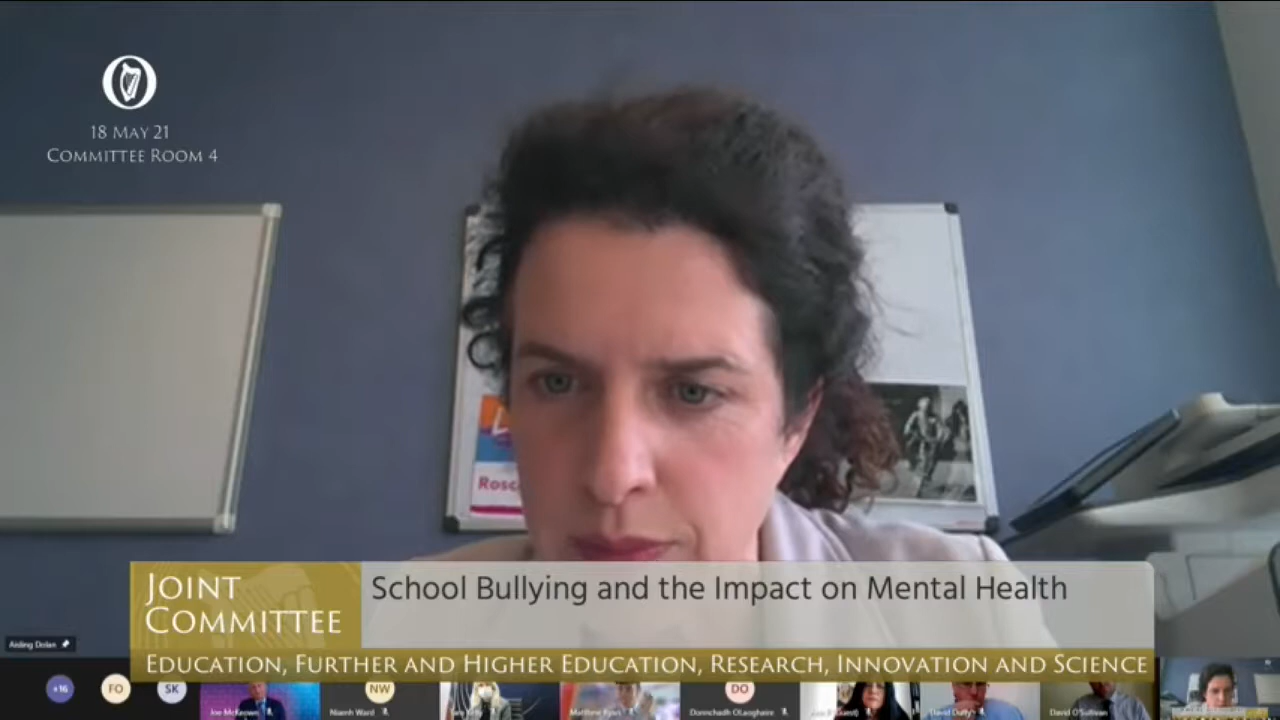 18 May 21
Committee Room 4
Rosc
Joint
Committee
School Bullying and the Impact on Mental Health
Education, Further and Higher Education, Research, Innovation and Science
Aisling Dolan
+16
FO
SK
Joe McKeown
NW
Niamh Ward
DO
Donnchadh OLaoghaire
David Duffy
David O'Sullivan